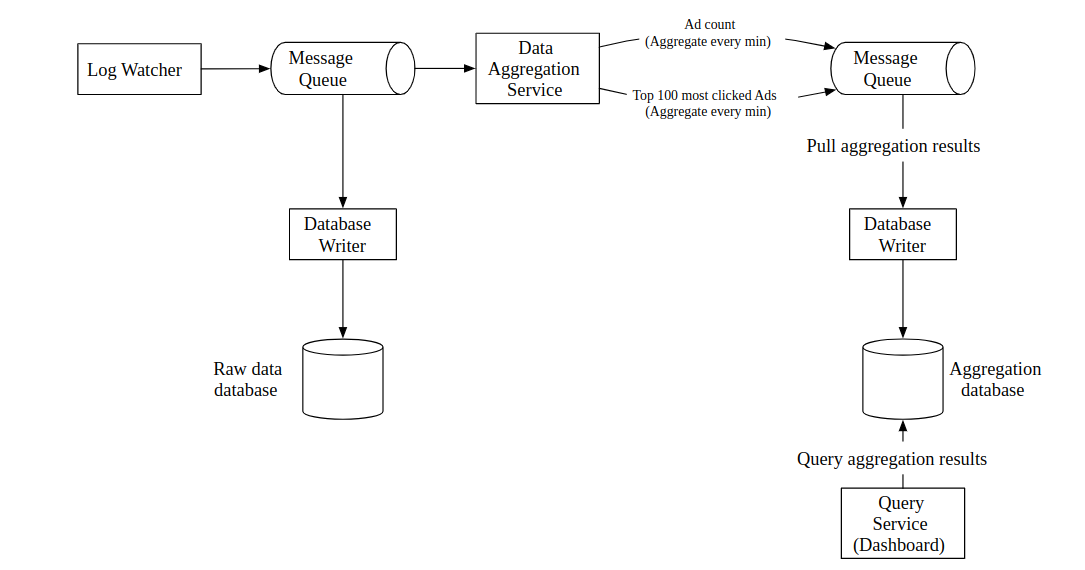 Log Watcher
Message
Queue
Data
Aggregation
Service
Ad count
(Aggregate every min)
Top 100 most clicked Ads
(Aggregate every min)
Message
Queue
Pull aggregation results
Database
Writer
Database
Writer
Raw data
database
Aggregation
database
Query aggregation results
Query
Service
(Dashboard)